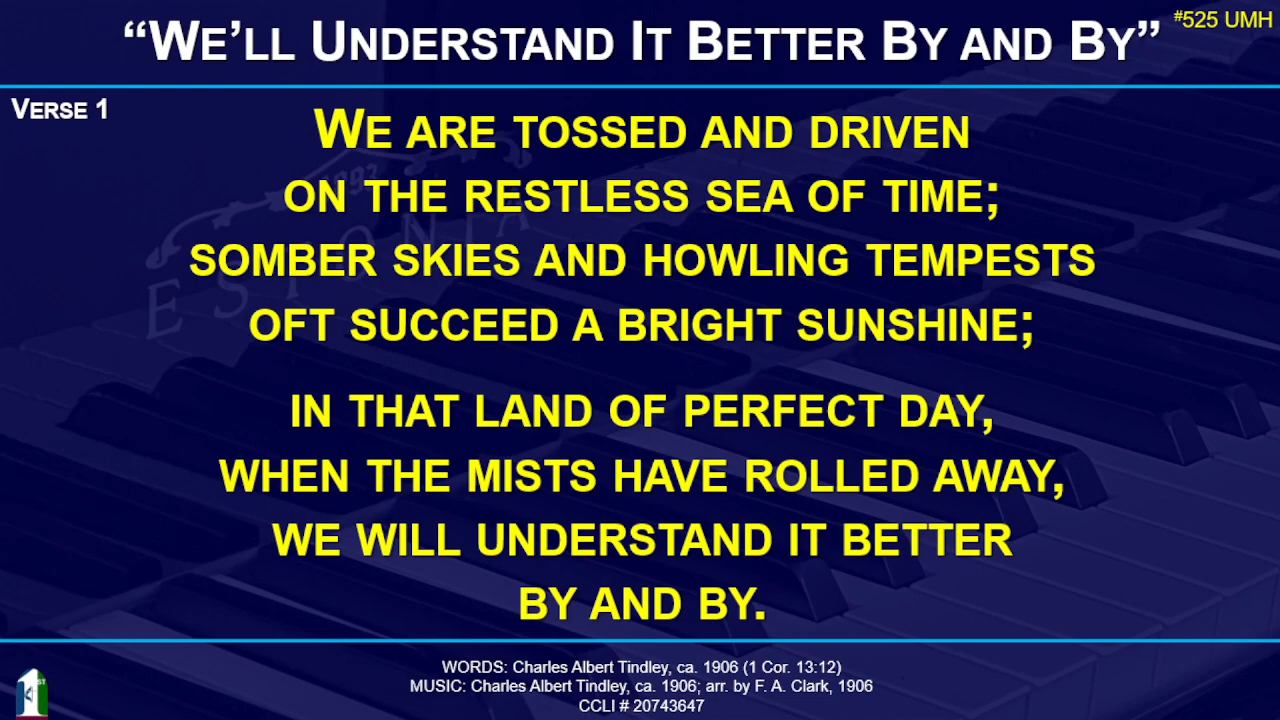 “We’ll Understand It Better By and By”
#525 UMH
Verse 1
We are tossed and driven
on the restless sea of time;
somber skies and howling tempests
oft succeed a bright sunshine;
in that land of perfect day,
when the mists have rolled away,
we will understand it better
by and by.
WORDS: Charles Albert Tindley, ca. 1906 (1 Cor. 13:12)
MUSIC: Charles Albert Tindley, ca. 1906; arr. by F. A. Clark, 1906
CCLI # 20743647
1892
ESTONIA
1ST